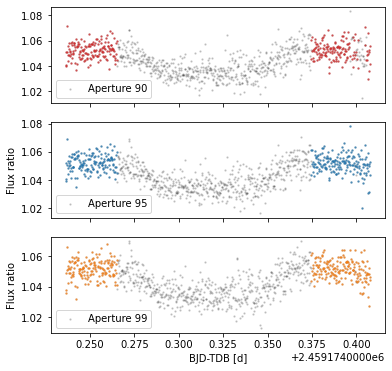 1.08
1.06
1.04
1.02
Aperture 90
1.08
1.06
1.04
1.02
Flux ratio
Aperture 95
1.06
1.04
1.02
Flux ratio
Aperture 99
0.250 0.275 0.300 0.325 0.350 0.375 0.400
BJD-TDB [d]
+2.4591740000e6